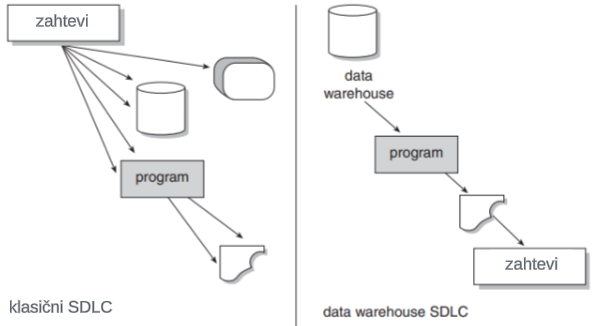 zahtevi
program
klasični SDLC
data
warehouse
program
zahtevi
data warehouse SDLC